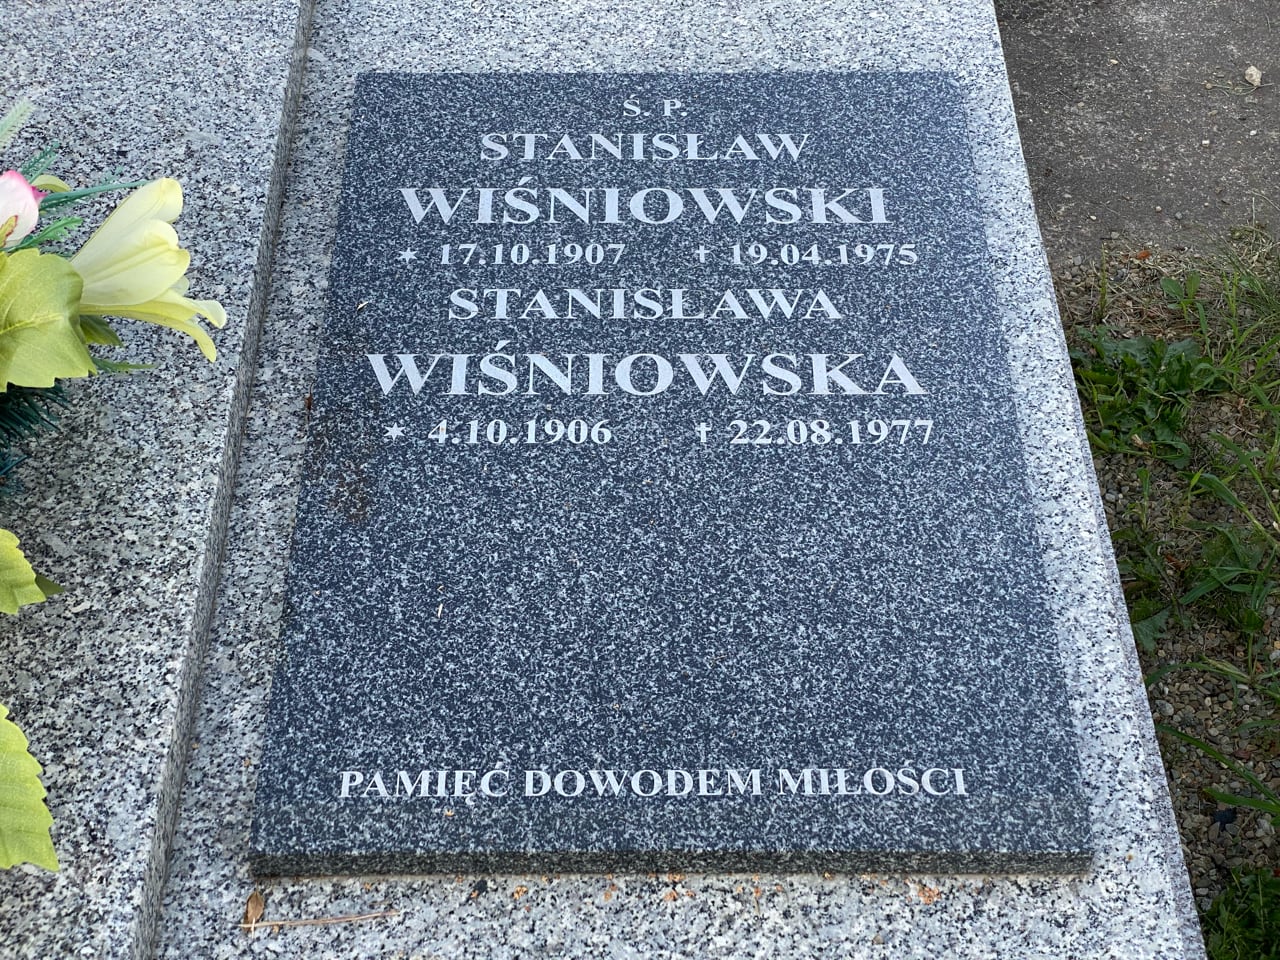 Ś. P.
STANISŁAW
WIŚNIOWSKI
✶ 17.10.1907 ✝ 19.04.1975
STANISŁAWA
WIŚNIOWSKA
✶ 4.10.1906 ✝ 22.08.1977
PAMIĘĆ DOWODEM MIŁOŚCI